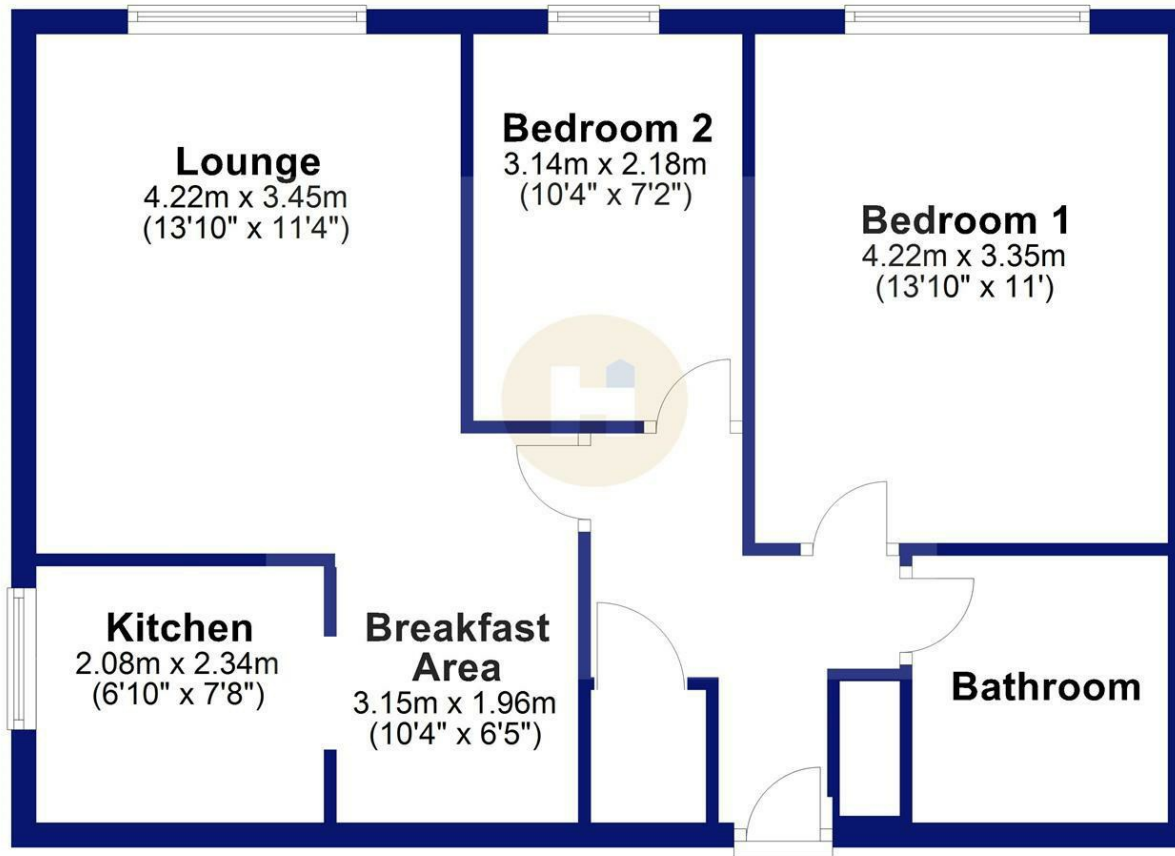 Lounge
4.22m x 3.45m
(13'10" x 11'4")
Bedroom 2
3.14m x 2.18m
(10'4" x 7'2")
Bedroom 1
4.22m x 3.35m
(13'10" x 11')
Kitchen
2.08m x 2.34m
(6'10" x 7'8")
Breakfast
Area
3.15m x 1.96m
(10'4" x 6'5")
Bathroom
H